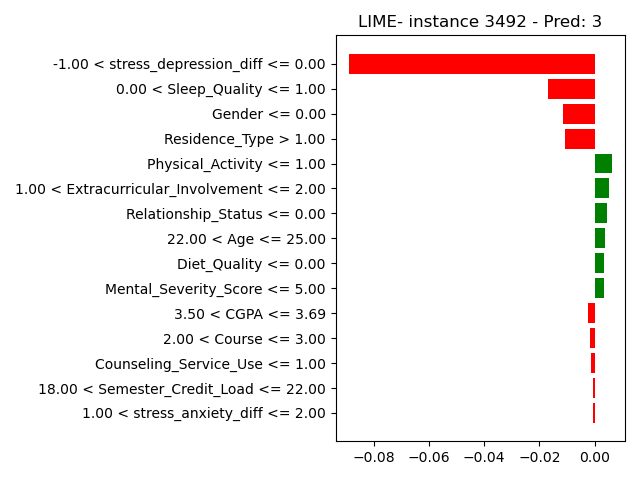 LIME- instance 3492 - Pred: 3
-1.00 < stress_depression_diff <= 0.00
0.00 < Sleep_Quality <= 1.00
Gender <= 0.00
Residence_Type > 1.00
Physical_Activity <= 1.00
1.00 < Extracurricular_Involvement <= 2.00
Relationship_Status <= 0.00
22.00 < Age <= 25.00
Diet_Quality <= 0.00
Mental_Severity_Score <= 5.00
3.50 < CGPA <= 3.69
2.00 < Course <= 3.00
Counseling_Service_Use <= 1.00
18.00 < Semester_Credit_Load <= 22.00
1.00 < stress_anxiety_diff <= 2.00
−0.08 −0.06 −0.04 −0.02 0.00